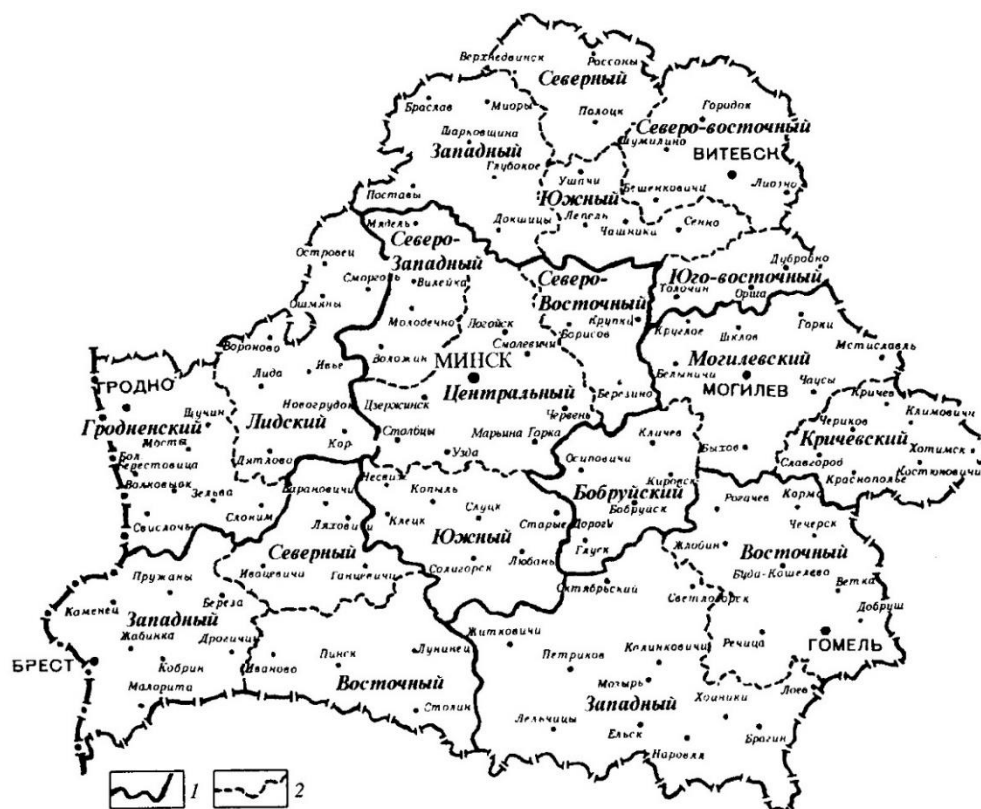 Верхнедвинск
Россоны
Северный
Браслав
Миоры
Полоцк
Городок
Шарковщина
Северо-восточный
Западный
Шумилино
ВИТЕБСК
Глубокое
Ушачи
Бешенковичи
Лиозно
Поставы
Южный
Лепель
Сенно
Докшицы
Чашники
Мядель
Северо-
Западный
Островец
Сморгонь
Вилейка
Северо-
Восточный
Дубровно
Юго-восточный
Толочин
Орша
Ошмяны
Молодечно
Логойск
Крупки
Борисов
Круглое
Шклов
Горки
Смолевичи
Вороново
Воложин
МИНСК
Могилевский
Мстиславль
Ивье
Лида
Белыничи
МОГИЛЕВ
Чаусы
ГРОДНО
Центральный
Березино
Кричев
Новогрудок
Дзержинск
Червень
Климовичи
Щучин
Чериков
Гродненский
Лидский
Столбцы
Марьина Горка
Кличев
Быхов
Кричевский
Хотимск
Мосты
Кор.
Узда
Осиповичи
Славгород
Костюковичи
Бол.
Берестовица
Дятлово
Краснополье
Волковыск
Барановичи
Несвиж
Копыль
Кировск
Бобруйский
Бобруйск
Рогачев
Корма
Зельва
Слуцк
Свислочь
Слоним
Ляховичи
Клецк
Старые Дороги
Чечерск
Южный
Северный
Глуск
Жлобин
Восточный
Любань
Ивацевичи
Ганцевичи
Солигорск
Октябрьский
Буда-Кошелево
Пружаны
Ветка
Каменец
Береза
Светлогорск
Добруш
Западный
Житковичи
Жабинка
Дрогичин
Лунинец
Речица
ГОМЕЛЬ
БРЕСТ
Кобрин
Иваново
Пинск
Петриков
Калинковичи
Малорита
Восточный
Мозырь
Хойники
Лоев
Западный
Столин
Лельчицы
Ельск
Брагин
Наровля
1
2